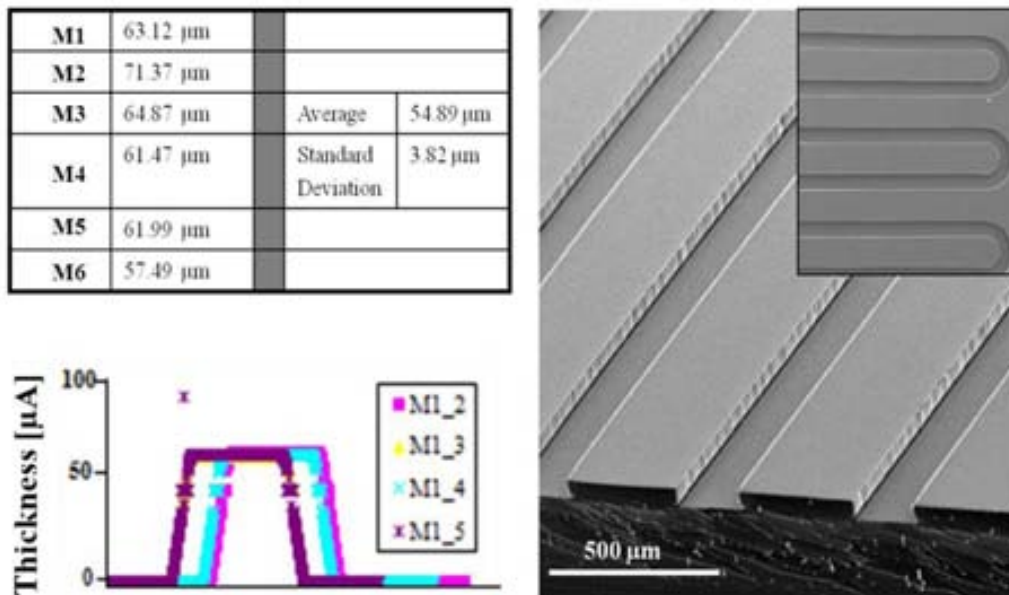 M1 63.12 μm
M2 71.37 μm
M3 64.87 μm Average 54.89 μm
M4 61.47 μm Standard Deviation 3.82 μm
M5 61.99 μm
M6 57.49 μm
Thickness [μA]
100
50
0
M1_2
M1_3
M1_4
M1_5
500 μm